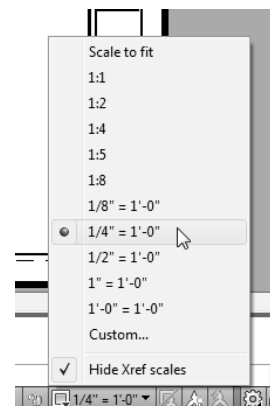 Scale to fit
1:1
1:2
1:4
1:5
1:8
1/8" = 1'-0"
1/4" = 1'-0"
1/2" = 1'-0"
1" = 1'-0"
1'-0" = 1'-0"
Custom...
Hide Xref scales
1/4" = 1'-0"